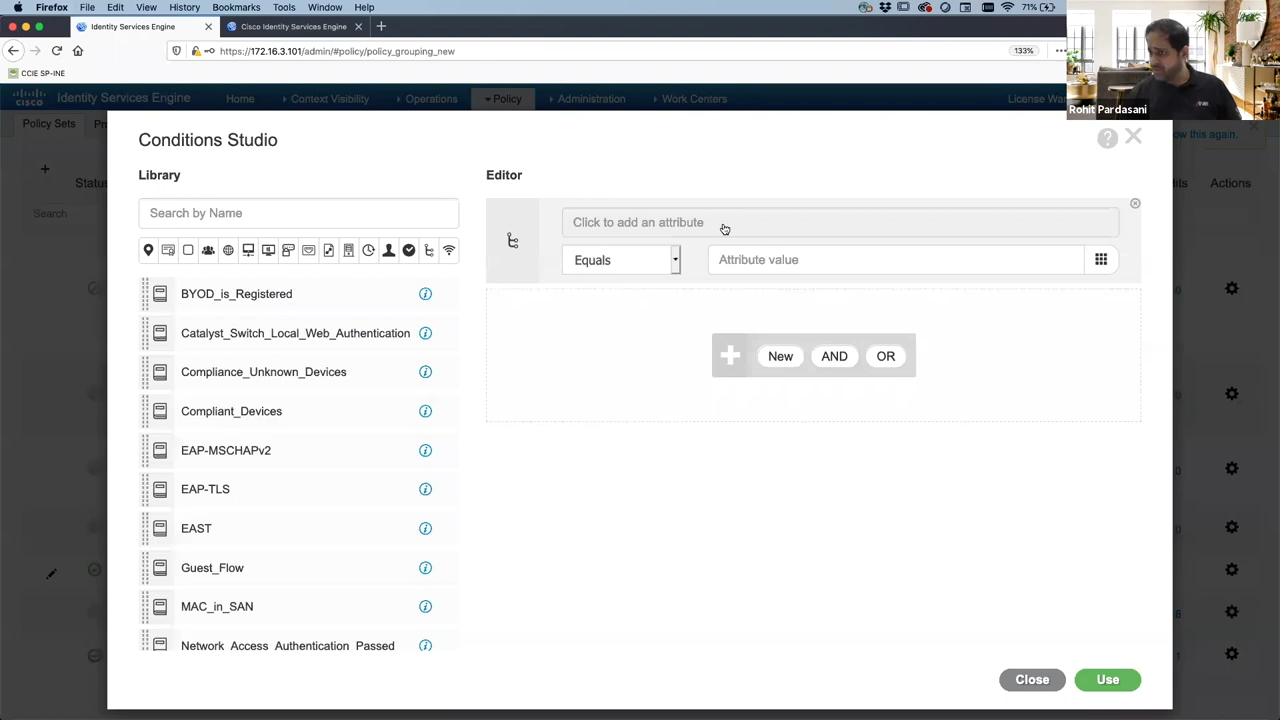 Firefox File Edit View History Bookmarks Tools Window Help 71%
Identity Services Engine Cisco Identity Services Engine
https://172.16.3.101/admin/#policy/policy_grouping_new 133%
CCIE SP-INE
Rohit Pardasani
cisco Identity Services Engine Home Context Visibility Operations Policy Administration Work Centers License
Policy Sets
this again.
Conditions Studio
Library Editor
Status Actions
Search
Search by Name
Click to add an attribute
Equals Attribute value
BYOD_is_Registered
Catalyst_Switch_Local_Web_Authentication
New AND OR
Compliance_Unknown_Devices
Compliant_Devices
EAP-MSCHAPv2
EAP-TLS
EAST
Guest_Flow
MAC_in_SAN
Network_Access_Authentication_Passed
Close Use